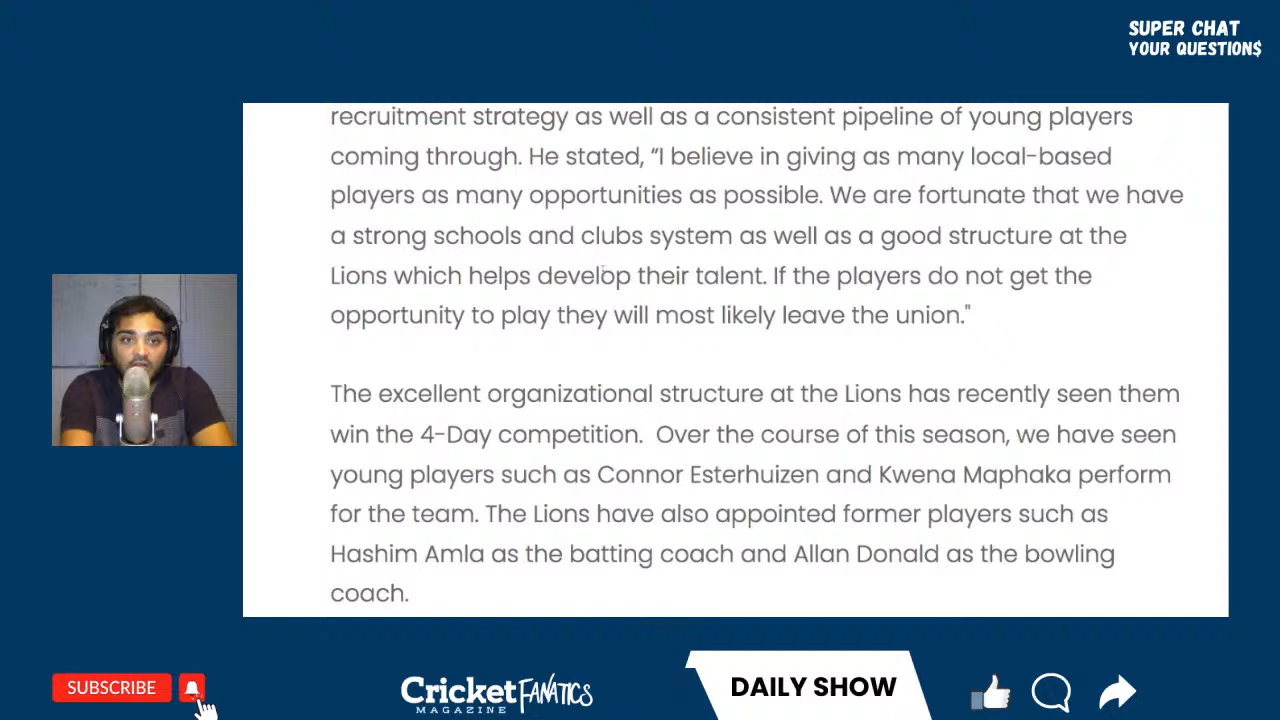 SUPER CHAT
YOUR QUESTION$
recruitment strategy as well as a consistent pipeline of young players
coming through. He stated, “I believe in giving as many local-based
players as many opportunities as possible. We are fortunate that we have
a strong schools and clubs system as well as a good structure at the
Lions which helps develop their talent. If the players do not get the
opportunity to play they will most likely leave the union."
The excellent organizational structure at the Lions has recently seen them
win the 4-Day competition.  Over the course of this season, we have seen
young players such as Connor Esterhuizen and Kwena Maphaka perform
for the team. The Lions have also appointed former players such as
Hashim Amla as the batting coach and Allan Donald as the bowling
coach.
SUBSCRIBE
Cricket FANATICS
MAGAZINE
DAILY SHOW